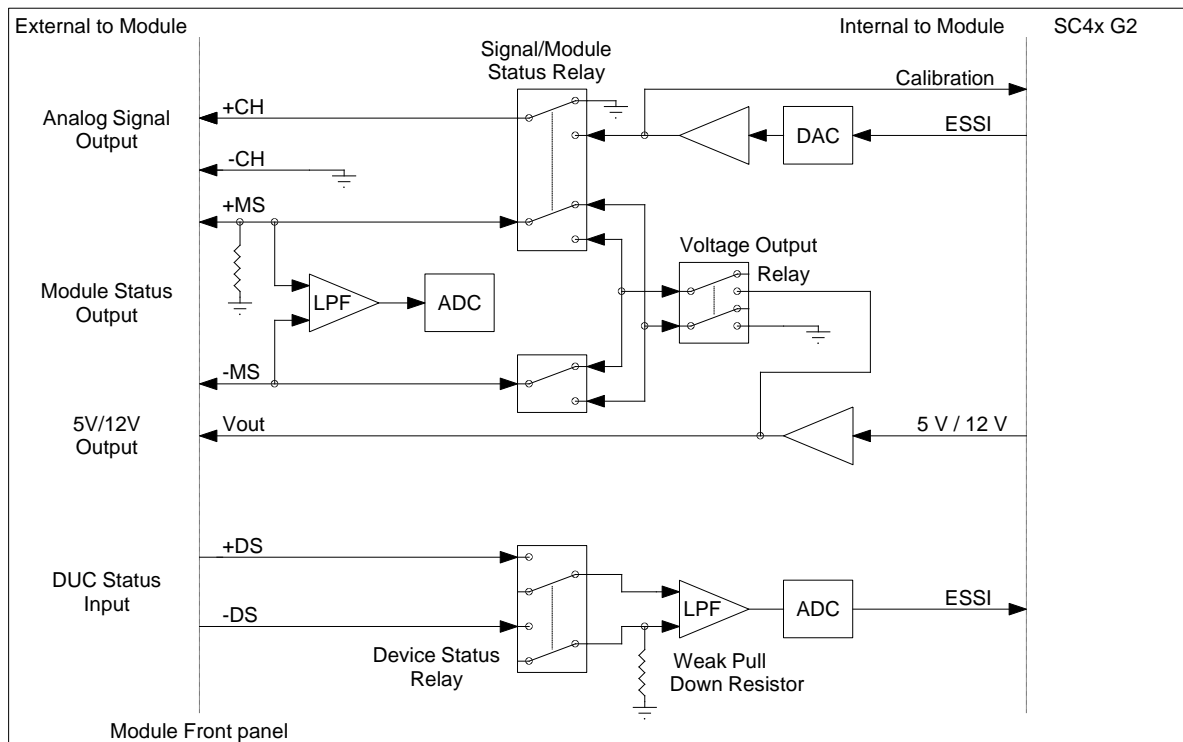 External to Module
Internal to Module
SC4x G2
Signal/Module
Status Relay
Calibration
+CH
Analog Signal
Output
DAC
ESSI
-CH
+MS
Voltage Output
Relay
Module Status
Output
LPF
ADC
-MS
5V/12V
Output
Vout
5 V / 12 V
+DS
DUC Status
Input
LPF
ADC
ESSI
-DS
Device Status
Relay
Weak Pull
Down Resistor
Module Front panel